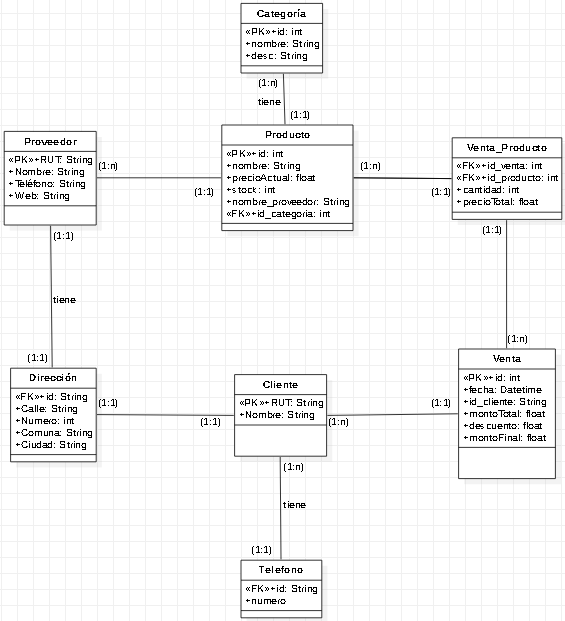 Categoría
«PK»+id: int
+nombre: String
+desc: String
(1:n)
tiene
(1:1)
Proveedor
«PK»+RUT: String
+Nombre: String
+Teléfono: String
+Web: String
(1:n)
(1:1)
Producto
«PK»+id: int
+nombre: String
+precioActual: float
+stock: int
+nombre_proveedor: String
«FK»+id_categoria: int
(1:n)
(1:1)
Venta_Producto
«FK»+id_venta: int
«FK»+id_producto: int
+cantidad: int
+precioTotal: float
(1:1)
(1:1)
tiene
(1:1)
(1:n)
Dirección
«FK»+id: String
+Calle: String
+Numero: int
+Comuna: String
+Ciudad: String
(1:1)
(1:1)
Cliente
«PK»+RUT: String
+Nombre: String
(1:n)
(1:1)
Venta
«PK»+id: int
+fecha: Datetime
+id_cliente: String
+montoTotal: float
+descuento: float
+montoFinal: float
(1:n)
tiene
(1:1)
Telefono
«FK»+id: String
+numero